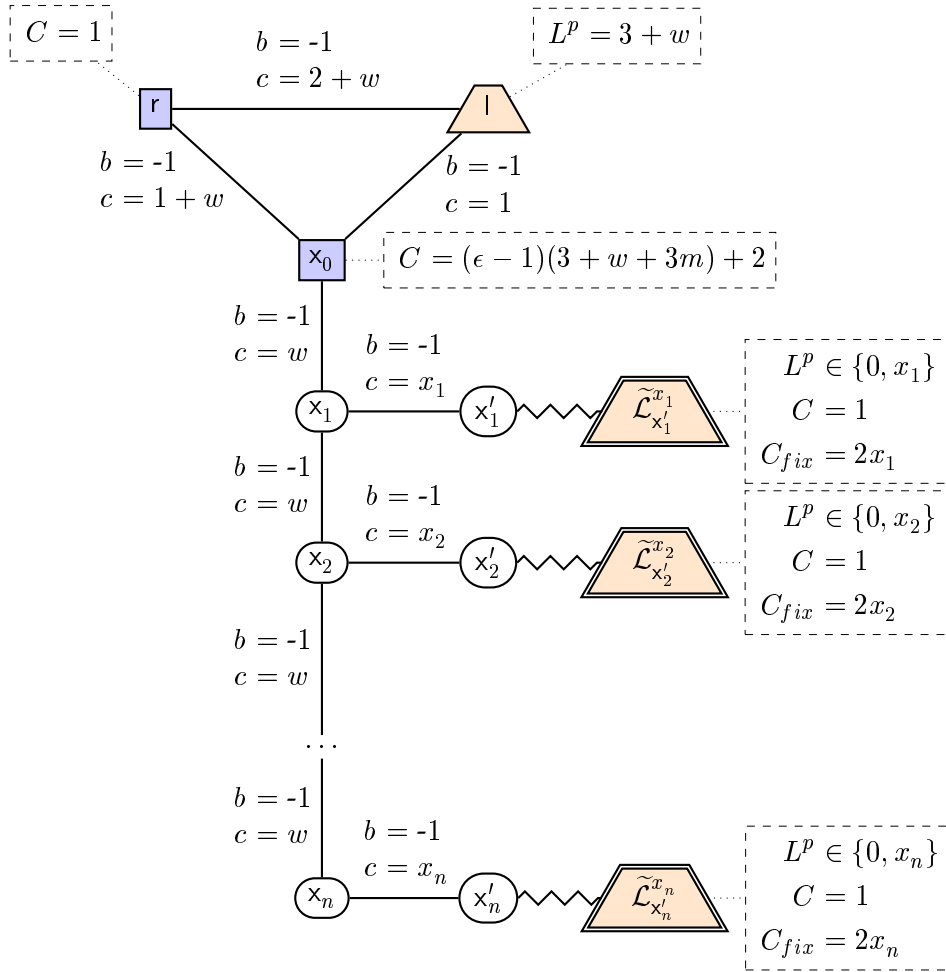 C = 1
L^p = 3 + w
b = -1
c = 2 + w
r
l
b = -1
c = 1 + w
b = -1
c = 1
x_0
C = (ϵ − 1)(3 + w + 3m) + 2
b = -1
c = w
b = -1
c = x_1
x_1
x'_1
\widetilde{\mathcal{L}}^{x_1}_{x'_1}
L^p ∈ {0, x_1}
C = 1
C_{fix} = 2x_1
b = -1
c = w
b = -1
c = x_2
x_2
x'_2
\widetilde{\mathcal{L}}^{x_2}_{x'_2}
L^p ∈ {0, x_2}
C = 1
C_{fix} = 2x_2
b = -1
c = w
...
b = -1
c = w
b = -1
c = x_n
x_n
x'_n
\widetilde{\mathcal{L}}^{x_n}_{x'_n}
L^p ∈ {0, x_n}
C = 1
C_{fix} = 2x_n